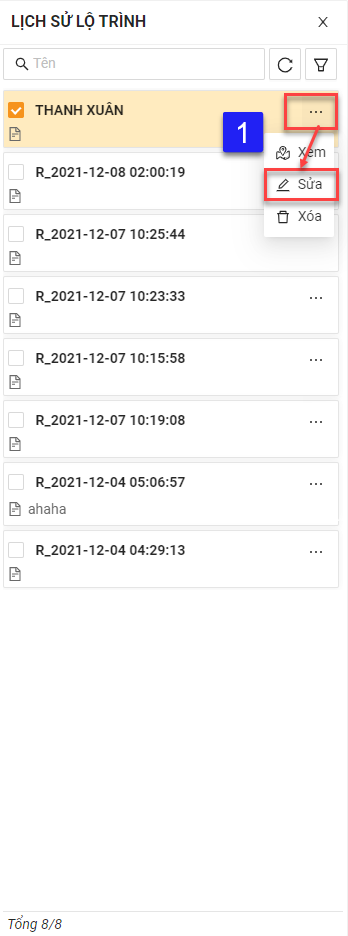 LỊCH SỬ LỘ TRÌNH
Tên
THANH XUÂN
1
Xem
R_2021-12-08 02:00:19
Sửa
Xóa
R_2021-12-07 10:25:44
R_2021-12-07 10:23:33
R_2021-12-07 10:15:58
R_2021-12-07 10:19:08
R_2021-12-04 05:06:57
ahaha
R_2021-12-04 04:29:13
Tổng 8/8